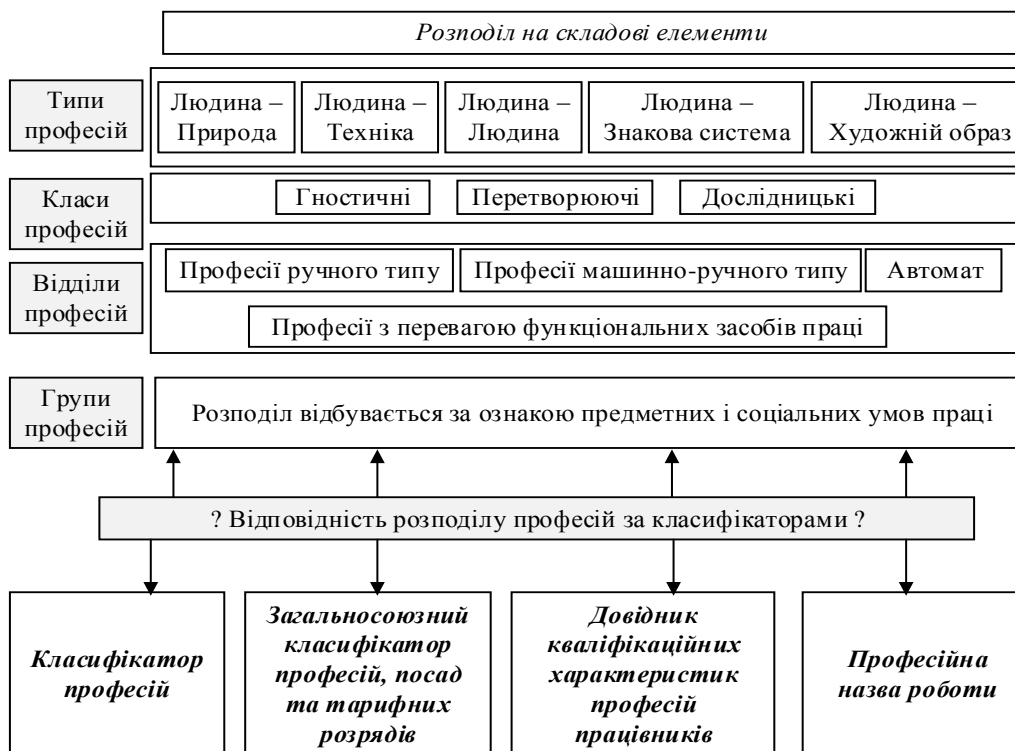 Розподіл на складові елементи
Типи
професій
Людина –
Природа
Людина –
Техніка
Людина –
Людина
Людина –
Знакова система
Людина –
Художній образ
Класи
професій
Гностичні
Перетворюючі
Дослідницькі
Відділи
професій
Професії ручного типу
Професії машинно-ручного типу
Автомат
Професії з перевагою функціональних засобів праці
Групи
професій
Розподіл відбувається за ознакою предметних і соціальних умов праці
? Відповідність розподілу професій за класифікаторами ?
Класифікатор
професій
Загальносоюзний
класифікатор
професій, посад
та тарифних
розрядів
Довідник
кваліфікаційних
характеристик
професій
працівників
Професійна
назва роботи